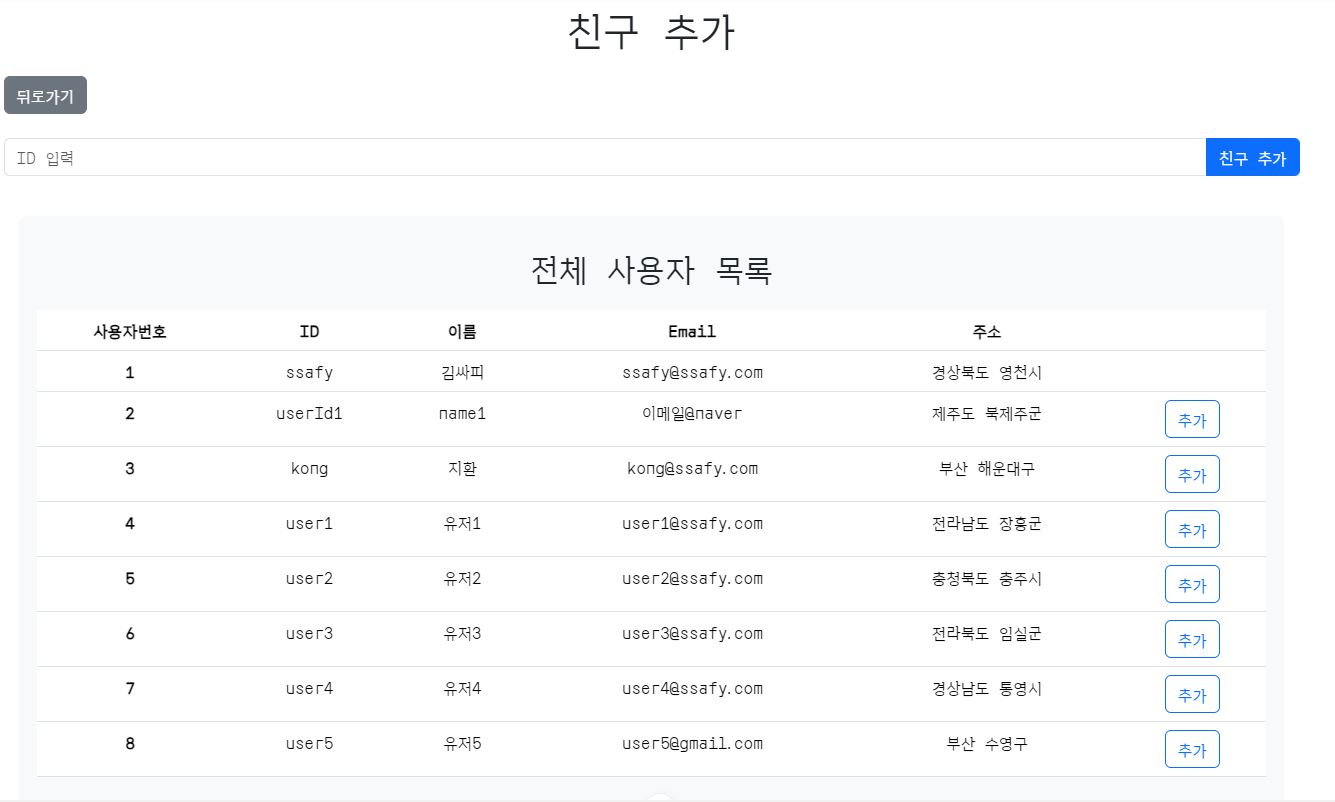 친구 추가
뒤로가기
ID 입력 친구 추가
전체 사용자 목록
사용자번호 ID 이름 Email 주소
1 ssafy 김싸피 ssafy@ssafy.com 경상북도 영천시
2 userId1 name1 이메일@naver 제주도 북제주군 추가
3 kong 지환 kong@ssafy.com 부산 해운대구 추가
4 user1 유저1 user1@ssafy.com 전라남도 장흥군 추가
5 user2 유저2 user2@ssafy.com 충청북도 충주시 추가
6 user3 유저3 user3@ssafy.com 전라북도 임실군 추가
7 user4 유저4 user4@ssafy.com 경상남도 통영시 추가
8 user5 유저5 user5@gmail.com 부산 수영구 추가